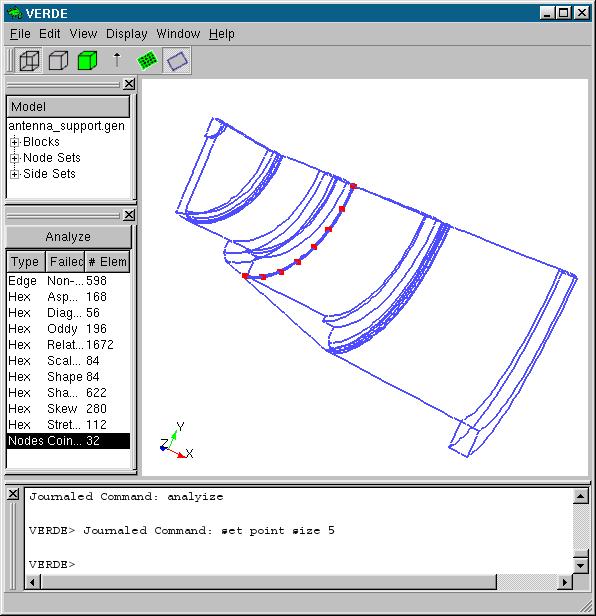 VERDE
File Edit View Display Window Help
Model
antenna_support.gen
Blocks
Node Sets
Side Sets
Analyze
Type Failed # Elem
Edge Non-... 598
Hex Asp... 168
Hex Diag... 56
Hex Oddy 196
Hex Relat... 1672
Hex Scal... 84
Hex Shape 84
Hex Sha... 622
Hex Skew 280
Hex Stret... 112
Nodes Coin... 32
Y
Z
X
Journaled Command: analyize
VERDE> Journaled Command: set point size 5
VERDE>